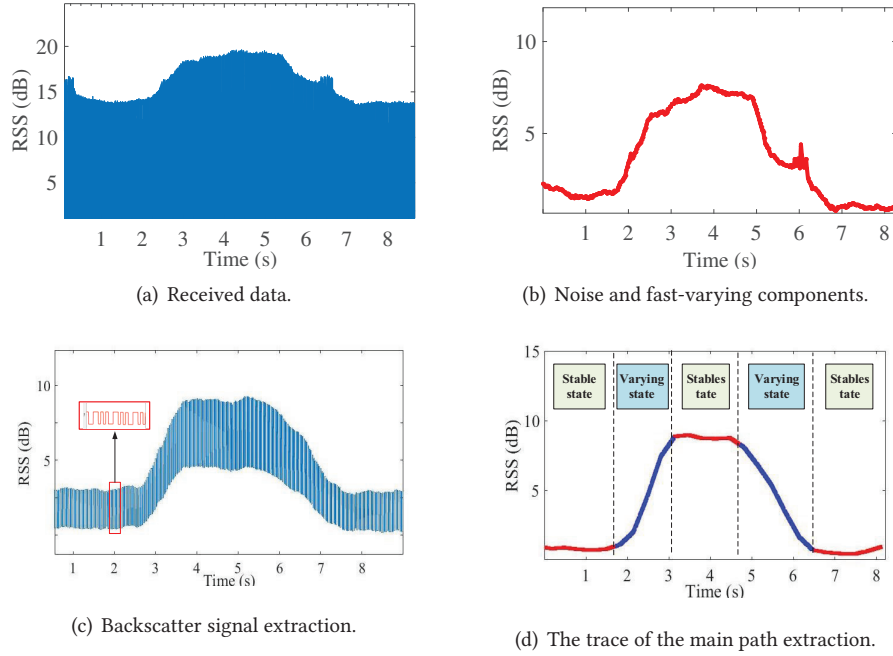 20
15
10
5
RSS (dB)
1 2 3 4 5 6 7 8
Time (s)
(a) Received data.
10
5
RSS (dB)
1 2 3 4 5 6 7 8
Time (s)
(b) Noise and fast-varying components.
10
5
RSS (dB)
1 2 3 4 5 6 7 8
Time (s)
(c) Backscatter signal extraction.
15
10
5
RSS (dB)
Stable
state
Varying
state
Stables
tate
Varying
state
Stables
tate
1 2 3 4 5 6 7 8
Time (s)
(d) The trace of the main path extraction.